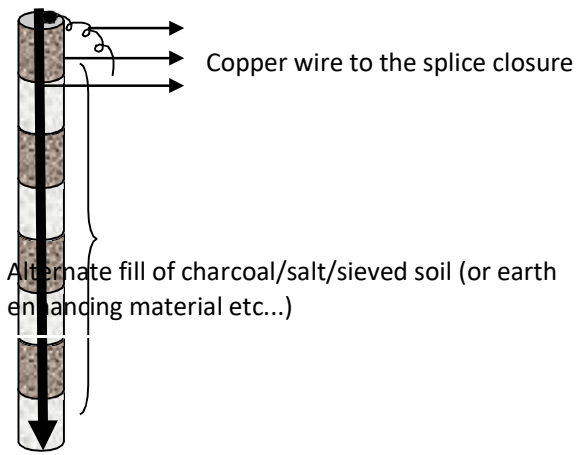 Copper wire to the splice closure
Alternate fill of charcoal/salt/sieved soil (or earth
enhancing material etc...)